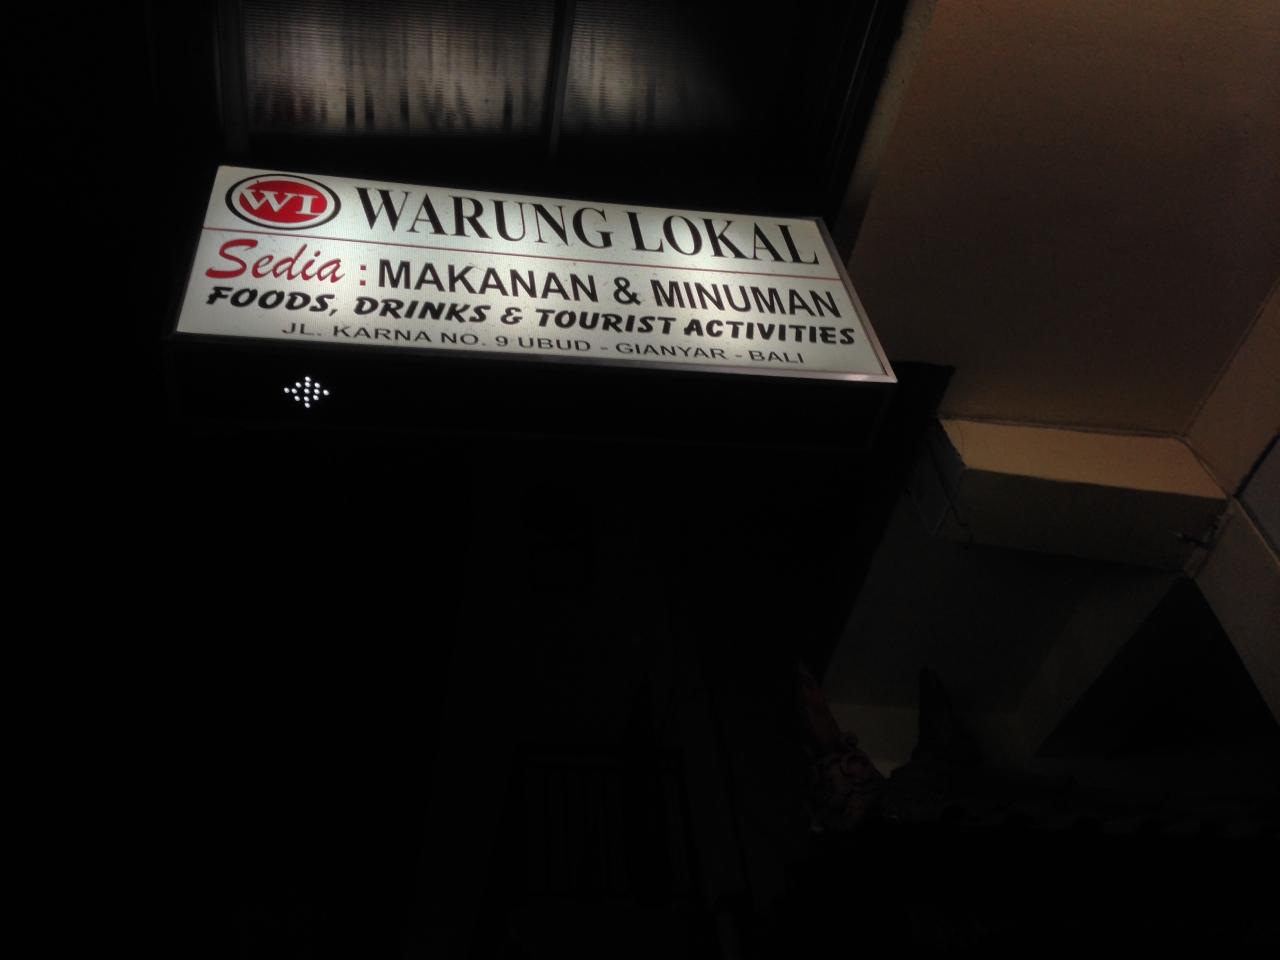 WL WARUNG LOKAL
Sedia : MAKANAN & MINUMAN
FOODS, DRINKS & TOURIST ACTIVITIES
JL. KARNA NO. 9 UBUD - GIANYAR - BALI